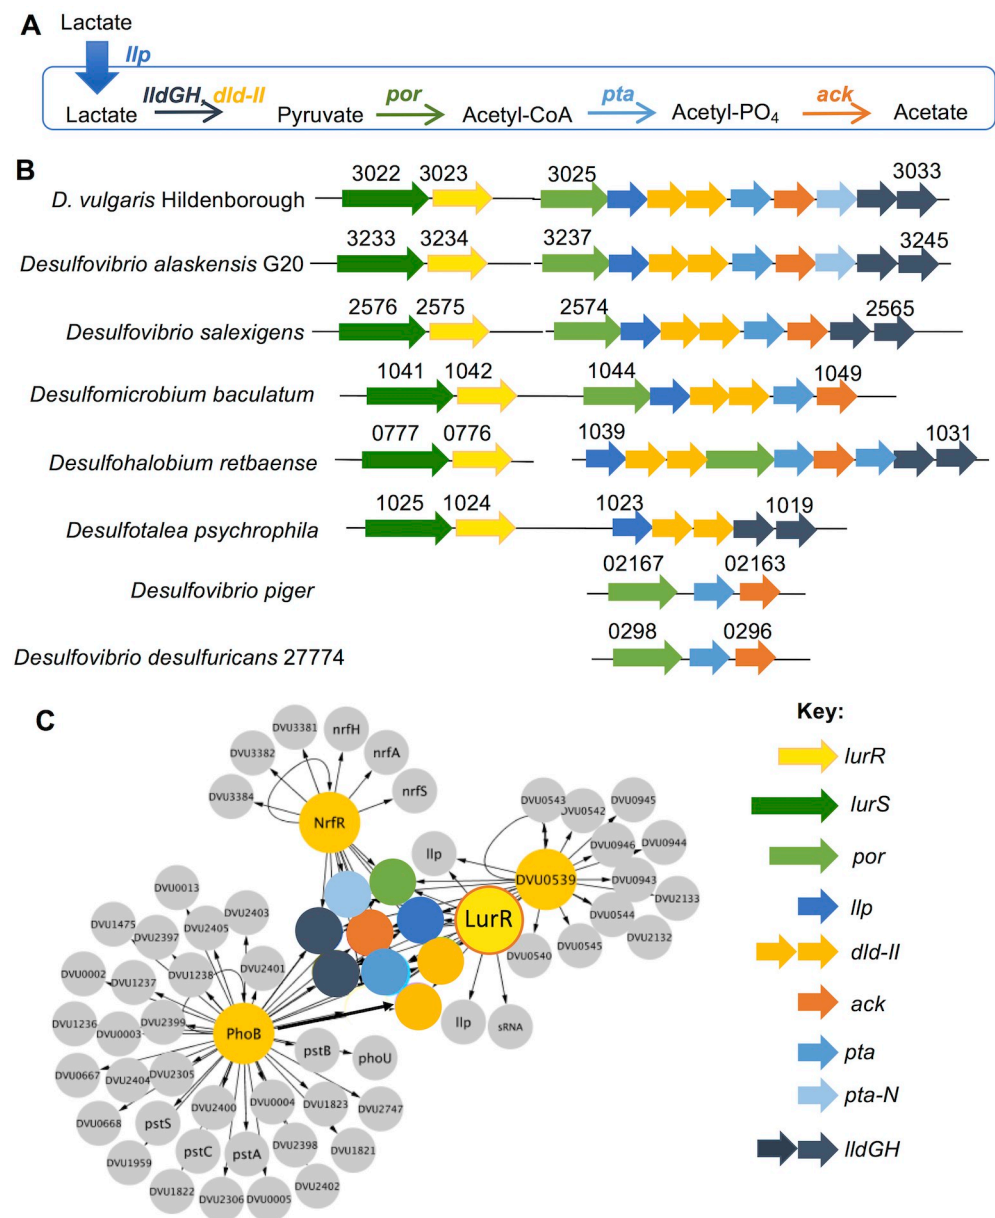 A
Lactate
llp
lldGH, dld-II
por
pta
ack
Lactate
Pyruvate
Acetyl-CoA
Acetyl-PO4
Acetate
B
3022 3023 3025 3033
D. vulgaris Hildenborough
3233 3234 3237 3245
Desulfovibrio alaskensis G20
2576 2575 2574 2565
Desulfovibrio salexigens
1041 1042 1044 1049
Desulfomicrobium baculatum
0777 0776 1039 1031
Desulfohalobium retbaense
1025 1024 1023 1019
Desulfotalea psychrophila
02167 02163
Desulfovibrio piger
0298 0296
Desulfovibrio desulfuricans 27774
C
DVU3381
nrfH
DVU3382
nrfA
DVU3384
nrfS
NrfR
DVU0543
DVU0542
DVU0945
llp
DVU0946
DVU0944
DVU0539
DVU0943
DVU2133
DVU0013
LurR
DVU0544
DVU2132
DVU1475
DVU2397
DVU2405
DVU2403
DVU0540
DVU0545
DVU0002
DVU1237
DVU1238
DVU2401
DVU1236
DVU0003
DVU2399
PhoB
llp
sRNA
pstB
phoU
DVU0667
DVU2404
DVU2305
DVU0668
pstS
DVU2400
DVU0004
DVU1823
DVU2747
DVU1959
pstC
pstA
DVU2398
DVU1821
DVU1822
DVU2306
DVU0005
DVU2402
Key:
lurR
lurS
por
llp
dld-II
ack
pta
pta-N
lldGH